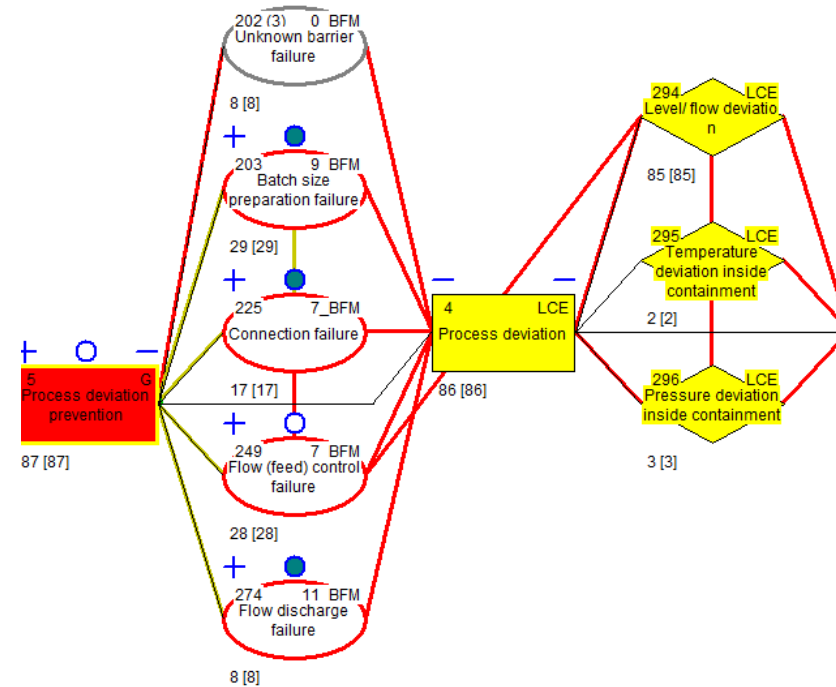 202 (3) 0 BFM
Unknown barrier
failure
8 [8]
203 9 BFM
Batch size
preparation failure
29 [29]
225 7 BFM
Connection failure
17 [17]
249 7 BFM
Flow (feed) control
failure
28 [28]
274 11 BFM
Flow discharge
failure
8 [8]
5 G
Process deviation
prevention
87 [87]
4 LCE
Process deviation
86 [86]
294 LCE
Level/ flow deviatio
n
85 [85]
295 LCE
Temperature
deviation inside
containment
2 [2]
296 LCE
Pressure deviation
inside containment
3 [3]